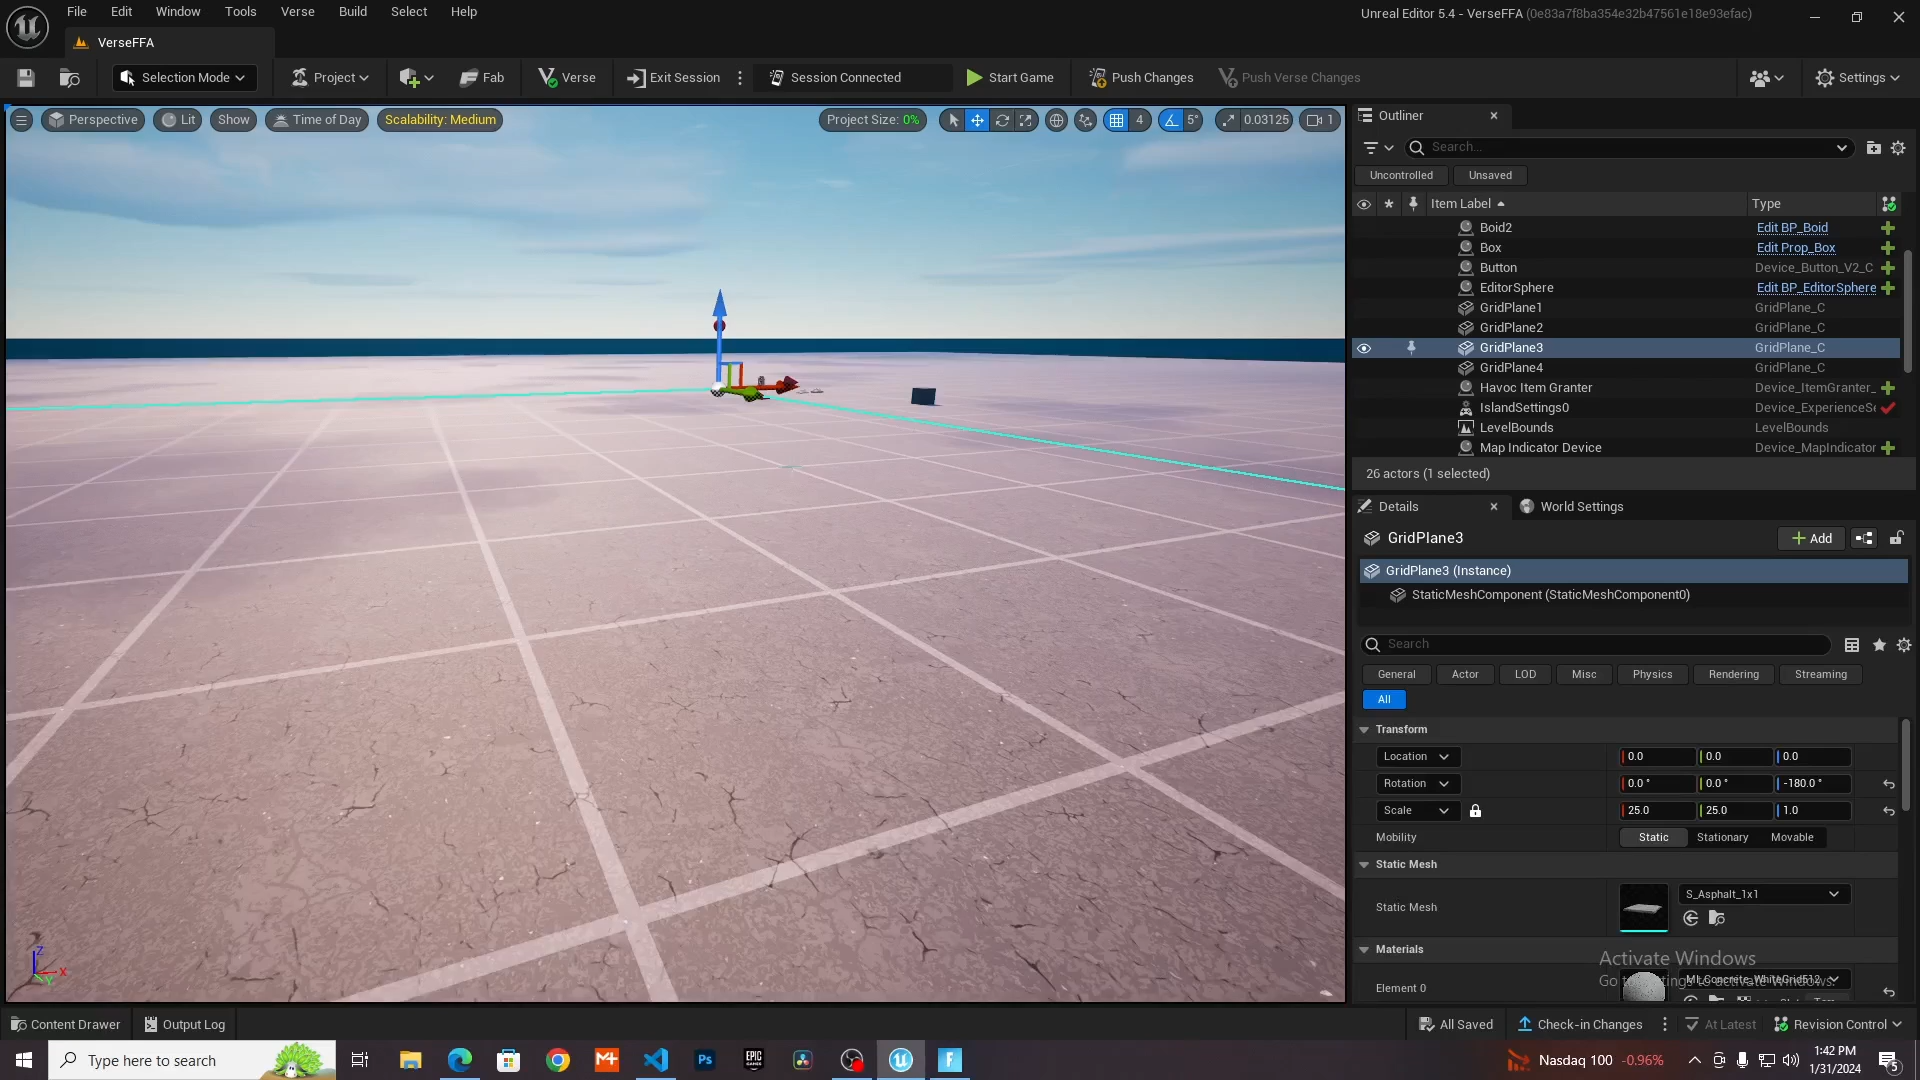 File Edit Window Tools Verse Build Select Help
Unreal Editor 5.4 - VerseFFA (0e83a7f8ba354e32b47561e18e93efac)
VerseFFA
Selection Mode Project Fab Verse Exit Session Session Connected Start Game Push Changes Push Verse Changes Settings
Perspective Lit Show Time of Day Scalability: Medium Project Size: 0% 4 5° 0.03125 1
Outliner
Search...
Uncontrolled Unsaved
Item Label Type
Boid2 Edit BP_Boid
Box Edit Prop_Box
Button Device_Button_V2_C
EditorSphere Edit BP_EditorSphere
GridPlane1 GridPlane_C
GridPlane2 GridPlane_C
GridPlane3 GridPlane_C
GridPlane4 GridPlane_C
Havoc Item Granter Device_ItemGranter_
IslandSettings0 Device_ExperienceSe
LevelBounds LevelBounds
Map Indicator Device Device_MapIndicator
26 actors (1 selected)
Details World Settings
GridPlane3 Add
GridPlane3 (Instance)
StaticMeshComponent (StaticMeshComponent0)
Search
General Actor LOD Misc Physics Rendering Streaming
All
Transform
Location 0.0 0.0 0.0
Rotation 0.0 ° 0.0 ° -180.0 °
Scale 25.0 25.0 1.0
Mobility Static Stationary Movable
Static Mesh
Static Mesh S_Asphalt_1x1
Materials
Activate Windows
Element 0 MI_Concrete_WhiteGrid512
Z
X
Y
Content Drawer Output Log All Saved Check-in Changes At Latest Revision Control
Type here to search Nasdaq 100 -0.96% 1:42 PM
1/31/2024
5